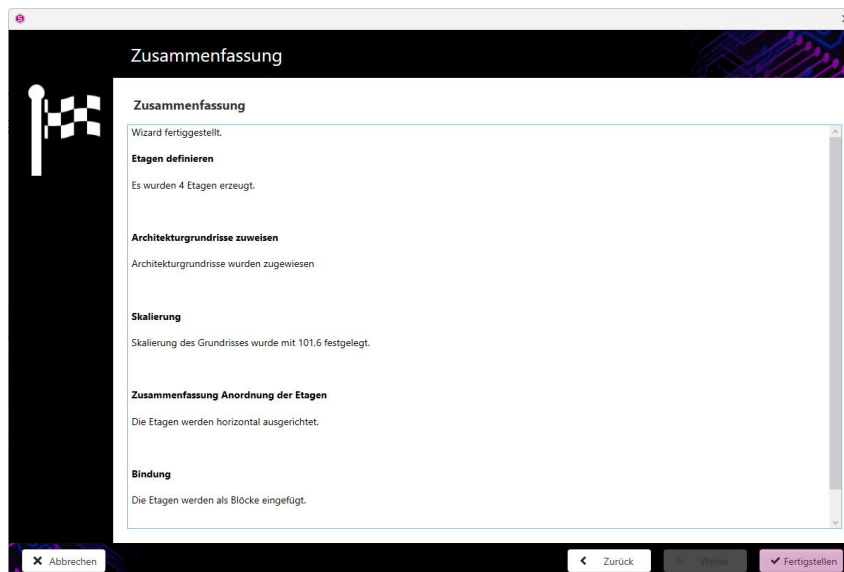 Zusammenfassung
Zusammenfassung
Wizard fertiggestellt.
Etagen definieren
Es wurden 4 Etagen erzeugt.
Architekturgrundrisse zuweisen
Architekturgrundrisse wurden zugewiesen
Skalierung
Skalierung des Grundrisses wurde mit 101,6 festgelegt.
Zusammenfassung Anordnung der Etagen
Die Etagen werden horizontal ausgerichtet.
Bindung
Die Etagen werden als Blöcke eingefügt.
Abbrechen
Zurück
Weiter
Fertigstellen